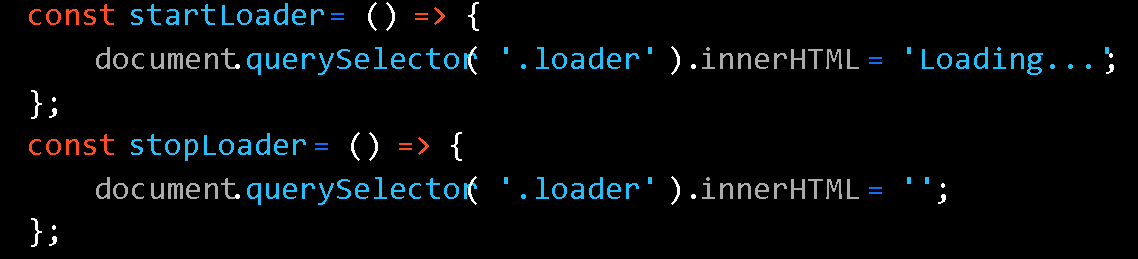 const startLoader = () => {
    document.querySelector( '.loader' ).innerHTML = 'Loading...';
};
const stopLoader = () => {
    document.querySelector( '.loader' ).innerHTML = '';
};